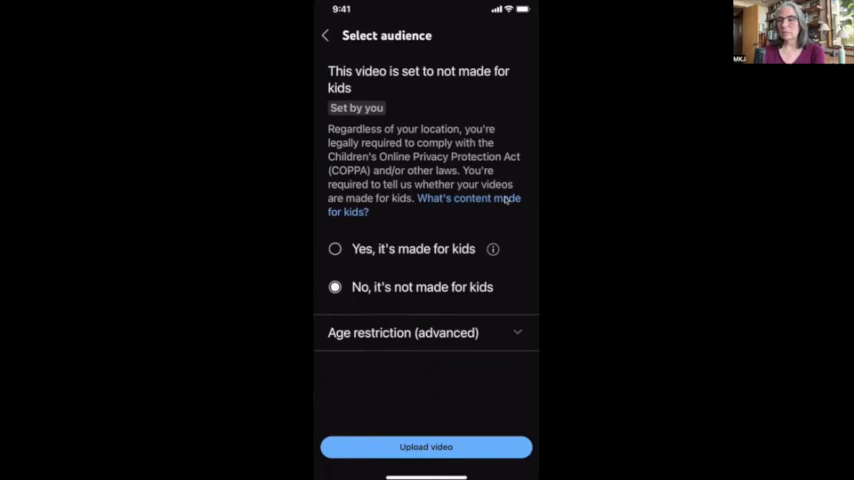 9:41
Select audience
This video is set to not made for
kids
Set by you
Regardless of your location, you're
legally required to comply with the
Children's Online Privacy Protection Act
(COPPA) and/or other laws. You're
required to tell us whether your videos
are made for kids. What's content made
for kids?
Yes, it's made for kids
No, it's not made for kids
Age restriction (advanced)
Upload video
MKJ